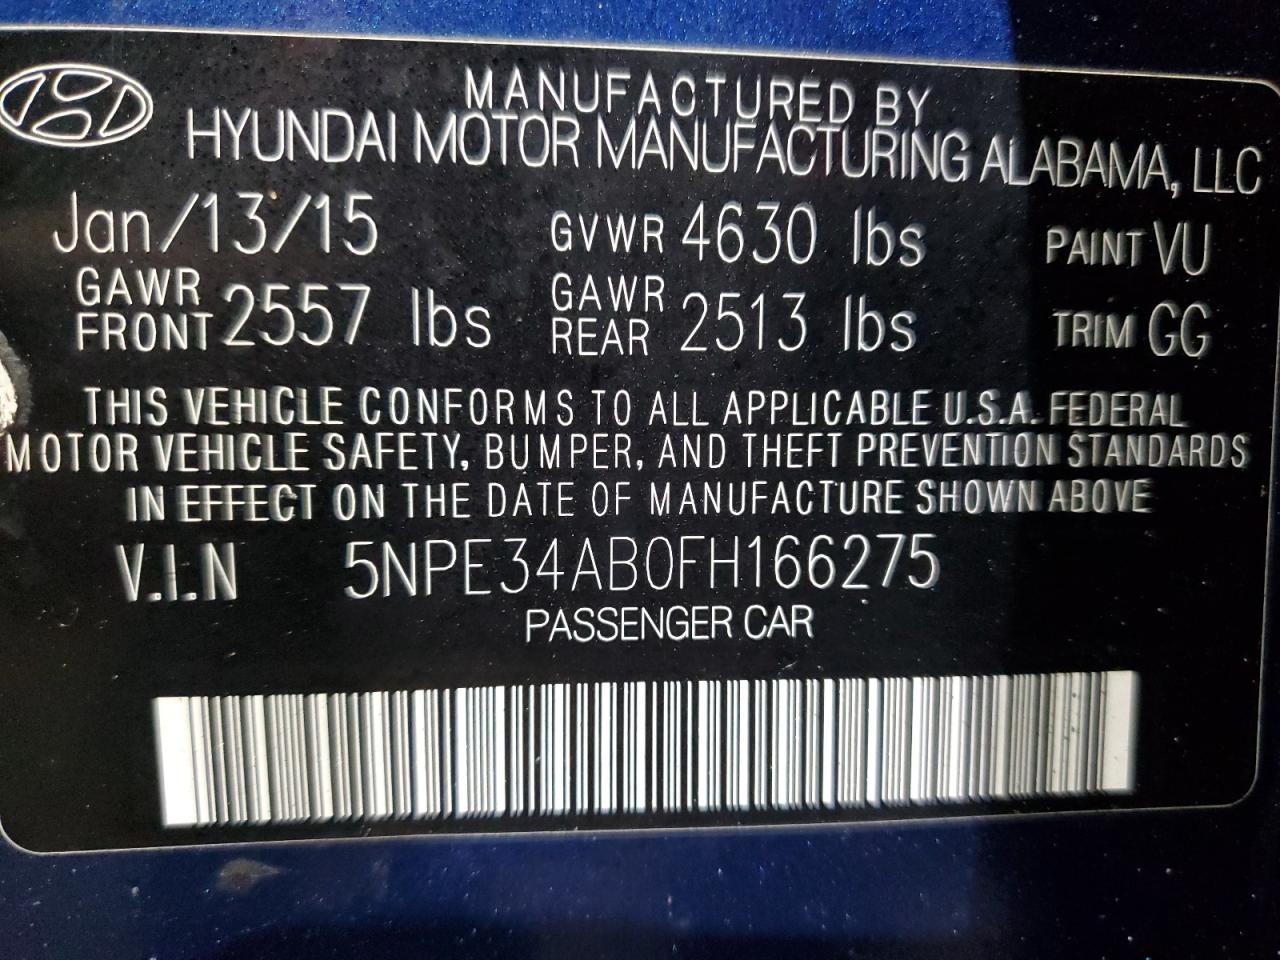 MANUFACTURED BY
HYUNDAI MOTOR MANUFACTURING ALABAMA, LLC
Jan/13/15 GVWR 4630 lbs PAINT VU
GAWR FRONT 2557 lbs GAWR REAR 2513 lbs TRIM GG
THIS VEHICLE CONFORMS TO ALL APPLICABLE U.S.A. FEDERAL
MOTOR VEHICLE SAFETY, BUMPER, AND THEFT PREVENTION STANDARDS
IN EFFECT ON THE DATE OF MANUFACTURE SHOWN ABOVE
V.I.N 5NPE34AB0FH166275
PASSENGER CAR